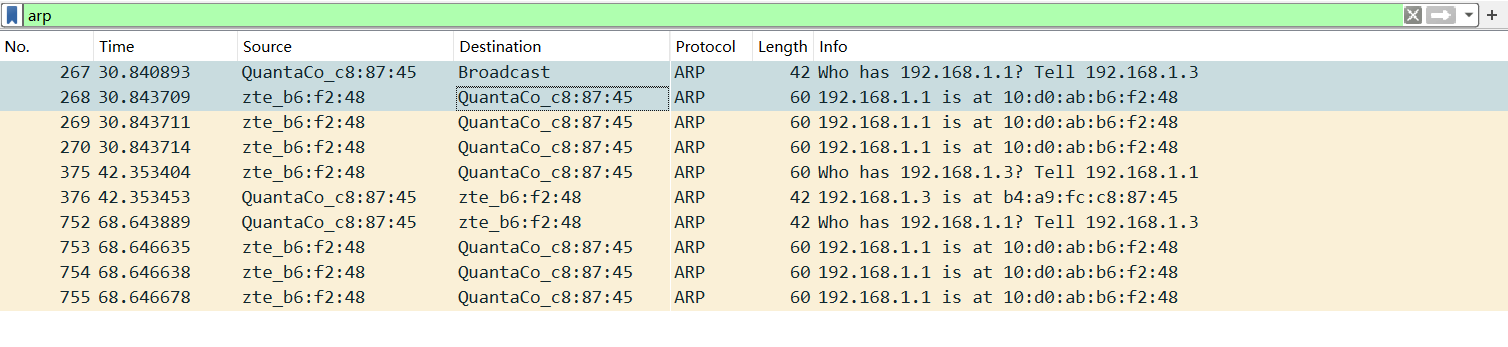 arp
No. Time Source Destination Protocol Length Info
267 30.840893 QuantaCo_c8:87:45 Broadcast ARP 42 Who has 192.168.1.1? Tell 192.168.1.3
268 30.843709 zte_b6:f2:48 QuantaCo_c8:87:45 ARP 60 192.168.1.1 is at 10:d0:ab:b6:f2:48
269 30.843711 zte_b6:f2:48 QuantaCo_c8:87:45 ARP 60 192.168.1.1 is at 10:d0:ab:b6:f2:48
270 30.843714 zte_b6:f2:48 QuantaCo_c8:87:45 ARP 60 192.168.1.1 is at 10:d0:ab:b6:f2:48
375 42.353404 zte_b6:f2:48 QuantaCo_c8:87:45 ARP 60 Who has 192.168.1.3? Tell 192.168.1.1
376 42.353453 QuantaCo_c8:87:45 zte_b6:f2:48 ARP 42 192.168.1.3 is at b4:a9:fc:c8:87:45
752 68.643889 QuantaCo_c8:87:45 zte_b6:f2:48 ARP 42 Who has 192.168.1.1? Tell 192.168.1.3
753 68.646635 zte_b6:f2:48 QuantaCo_c8:87:45 ARP 60 192.168.1.1 is at 10:d0:ab:b6:f2:48
754 68.646638 zte_b6:f2:48 QuantaCo_c8:87:45 ARP 60 192.168.1.1 is at 10:d0:ab:b6:f2:48
755 68.646678 zte_b6:f2:48 QuantaCo_c8:87:45 ARP 60 192.168.1.1 is at 10:d0:ab:b6:f2:48